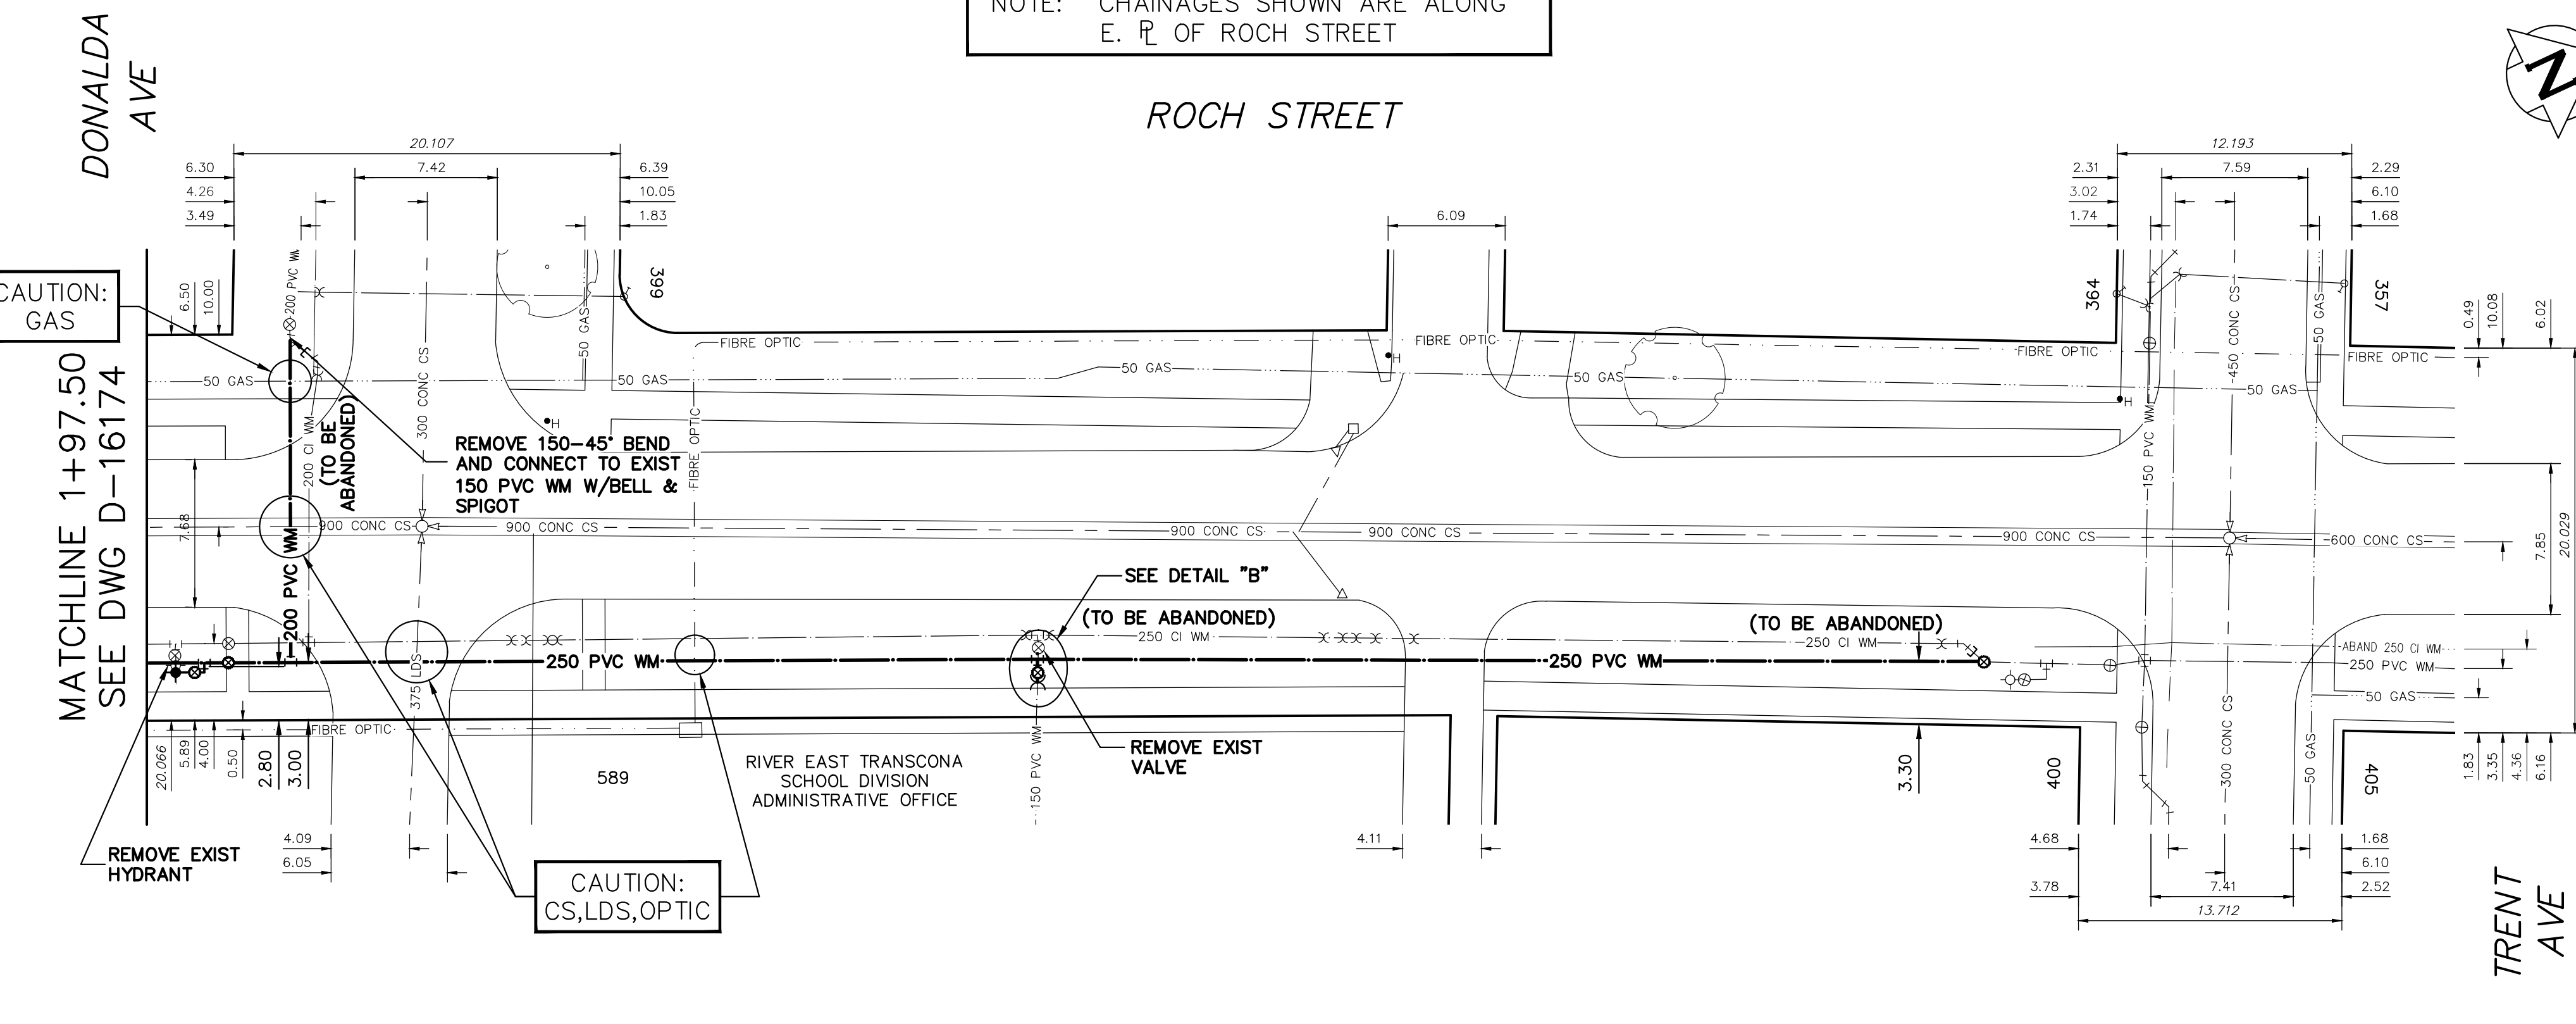 NOTE: CHAINAGES SHOWN ARE ALONG
E. ⅊ OF ROCH STREET
DONALDA
AVE
ROCH STREET
N
20.107
6.30
7.42
6.39
4.26
10.05
3.49
1.83
6.09
12.193
2.31
7.59
2.29
3.02
6.10
1.74
1.68
CAUTION:
GAS
6.50
10.00
200 PVC WM
399
364
357
0.49
10.08
6.02
MATCHLINE 1+97.50
SEE DWG D-16174
FIBRE OPTIC
FIBRE OPTIC
FIBRE OPTIC
FIBRE OPTIC
50 GAS
50 GAS
50 GAS
50 GAS
50 GAS
50 GAS
50 GAS
H
H
H
200 CI WM
(TO BE
ABANDONED)
300 CONC CS
FIBRE OPTIC
450 CONC CS
150 PVC WM
REMOVE 150-45° BEND
AND CONNECT TO EXIST
150 PVC WM W/BELL &
SPIGOT
7.68
900 CONC CS
900 CONC CS
900 CONC CS
900 CONC CS
900 CONC CS
600 CONC CS
7.85
20.029
200 PVC WM
SEE DETAIL "B"
(TO BE ABANDONED)
250 CI WM
(TO BE ABANDONED)
250 CI WM
ABAND 250 CI WM
250 PVC WM
250 PVC WM
250 PVC WM
50 GAS
375 LDS
FIBRE OPTIC
20.066
5.89
4.00
0.50
2.80
3.00
589
RIVER EAST TRANSCONA
SCHOOL DIVISION
ADMINISTRATIVE OFFICE
150 PVC WM
REMOVE EXIST
VALVE
3.30
400
300 CONC CS
50 GAS
405
1.83
3.35
4.36
6.16
REMOVE EXIST
HYDRANT
4.09
6.05
4.11
CAUTION:
CS,LDS,OPTIC
4.68
1.68
6.10
3.78
7.41
2.52
13.712
TRENT
AVE